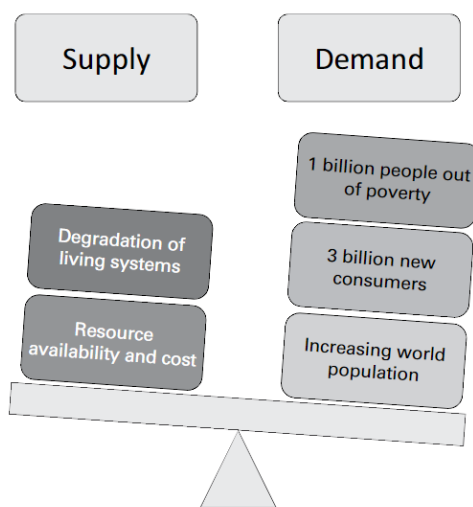 Supply
Demand
Degradation of
living systems
Resource
availability and cost
1 billion people out
of poverty
3 billion new
consumers
Increasing world
population